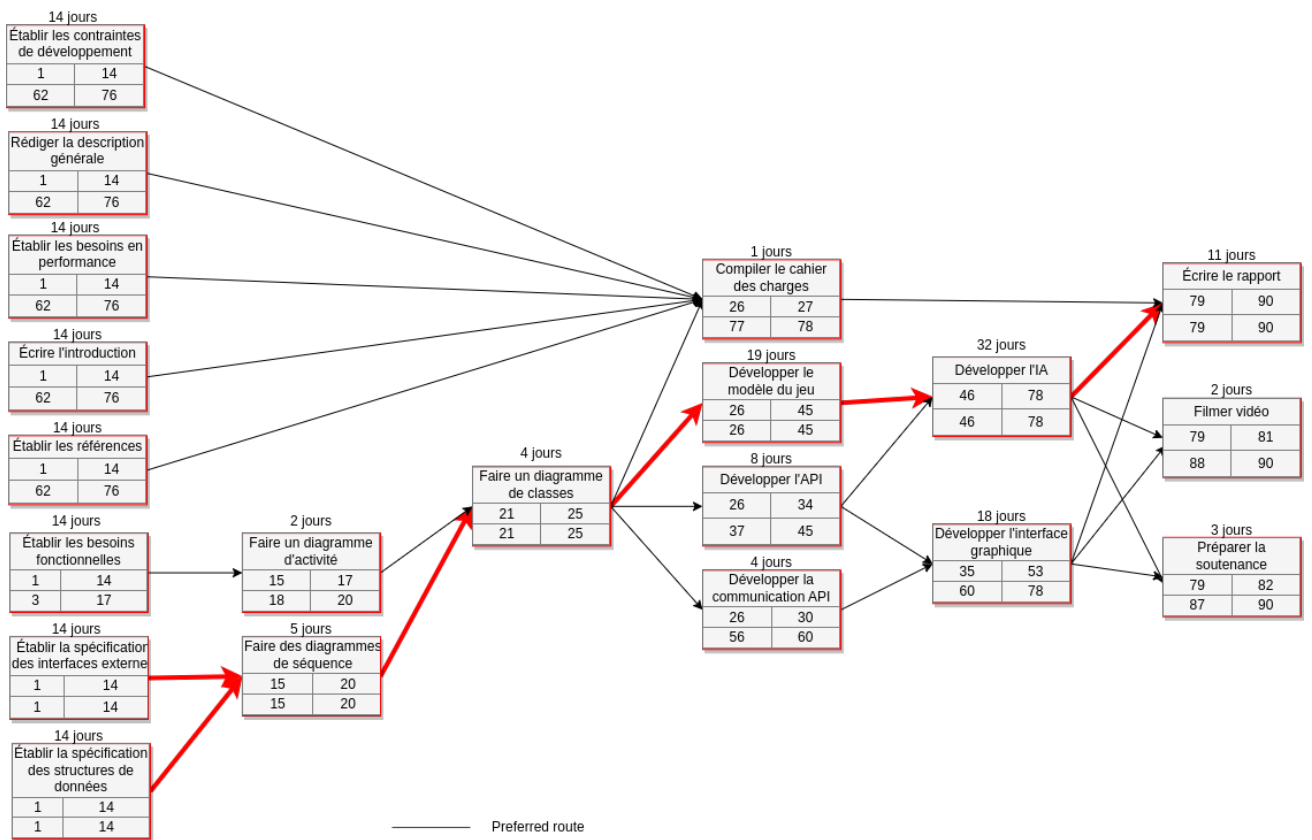 14 jours
Établir les contraintes
de développement
1 14
62 76
14 jours
Rédiger la description
générale
1 14
62 76
14 jours
Établir les besoins en
performance
1 14
62 76
14 jours
Écrire l'introduction
1 14
62 76
14 jours
Établir les références
1 14
62 76
14 jours
Établir les besoins
fonctionnelles
1 14
3 17
14 jours
Établir la spécification
des interfaces externe
1 14
1 14
14 jours
Établir la spécification
des structures de
données
1 14
1 14
2 jours
Faire un diagramme
d'activité
15 17
18 20
5 jours
Faire des diagrammes
de séquence
15 20
15 20
4 jours
Faire un diagramme
de classes
21 25
21 25
1 jours
Compiler le cahier
des charges
26 27
77 78
19 jours
Développer le
modèle du jeu
26 45
26 45
8 jours
Développer l'API
26 34
37 45
4 jours
Développer la
communication API
26 30
56 60
32 jours
Développer l'IA
46 78
46 78
18 jours
Développer l'interface
graphique
35 53
60 78
11 jours
Écrire le rapport
79 90
79 90
2 jours
Filmer vidéo
79 81
88 90
3 jours
Préparer la
soutenance
79 82
87 90
Preferred route